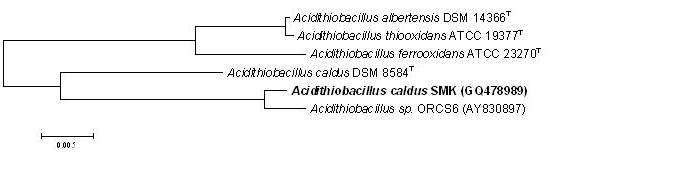 Acidithiobacillus albertensis DSM 14366T
Acidithiobacillus thiooxidans ATCC 19377T
Acidithiobacillus ferrooxidans ATCC 23270T
Acidithiobacillus caldus DSM 8584T
Acidithiobacillus caldus SMK (GQ478989)
Acidithiobacillus sp. ORCS6 (AY830897)
0.005